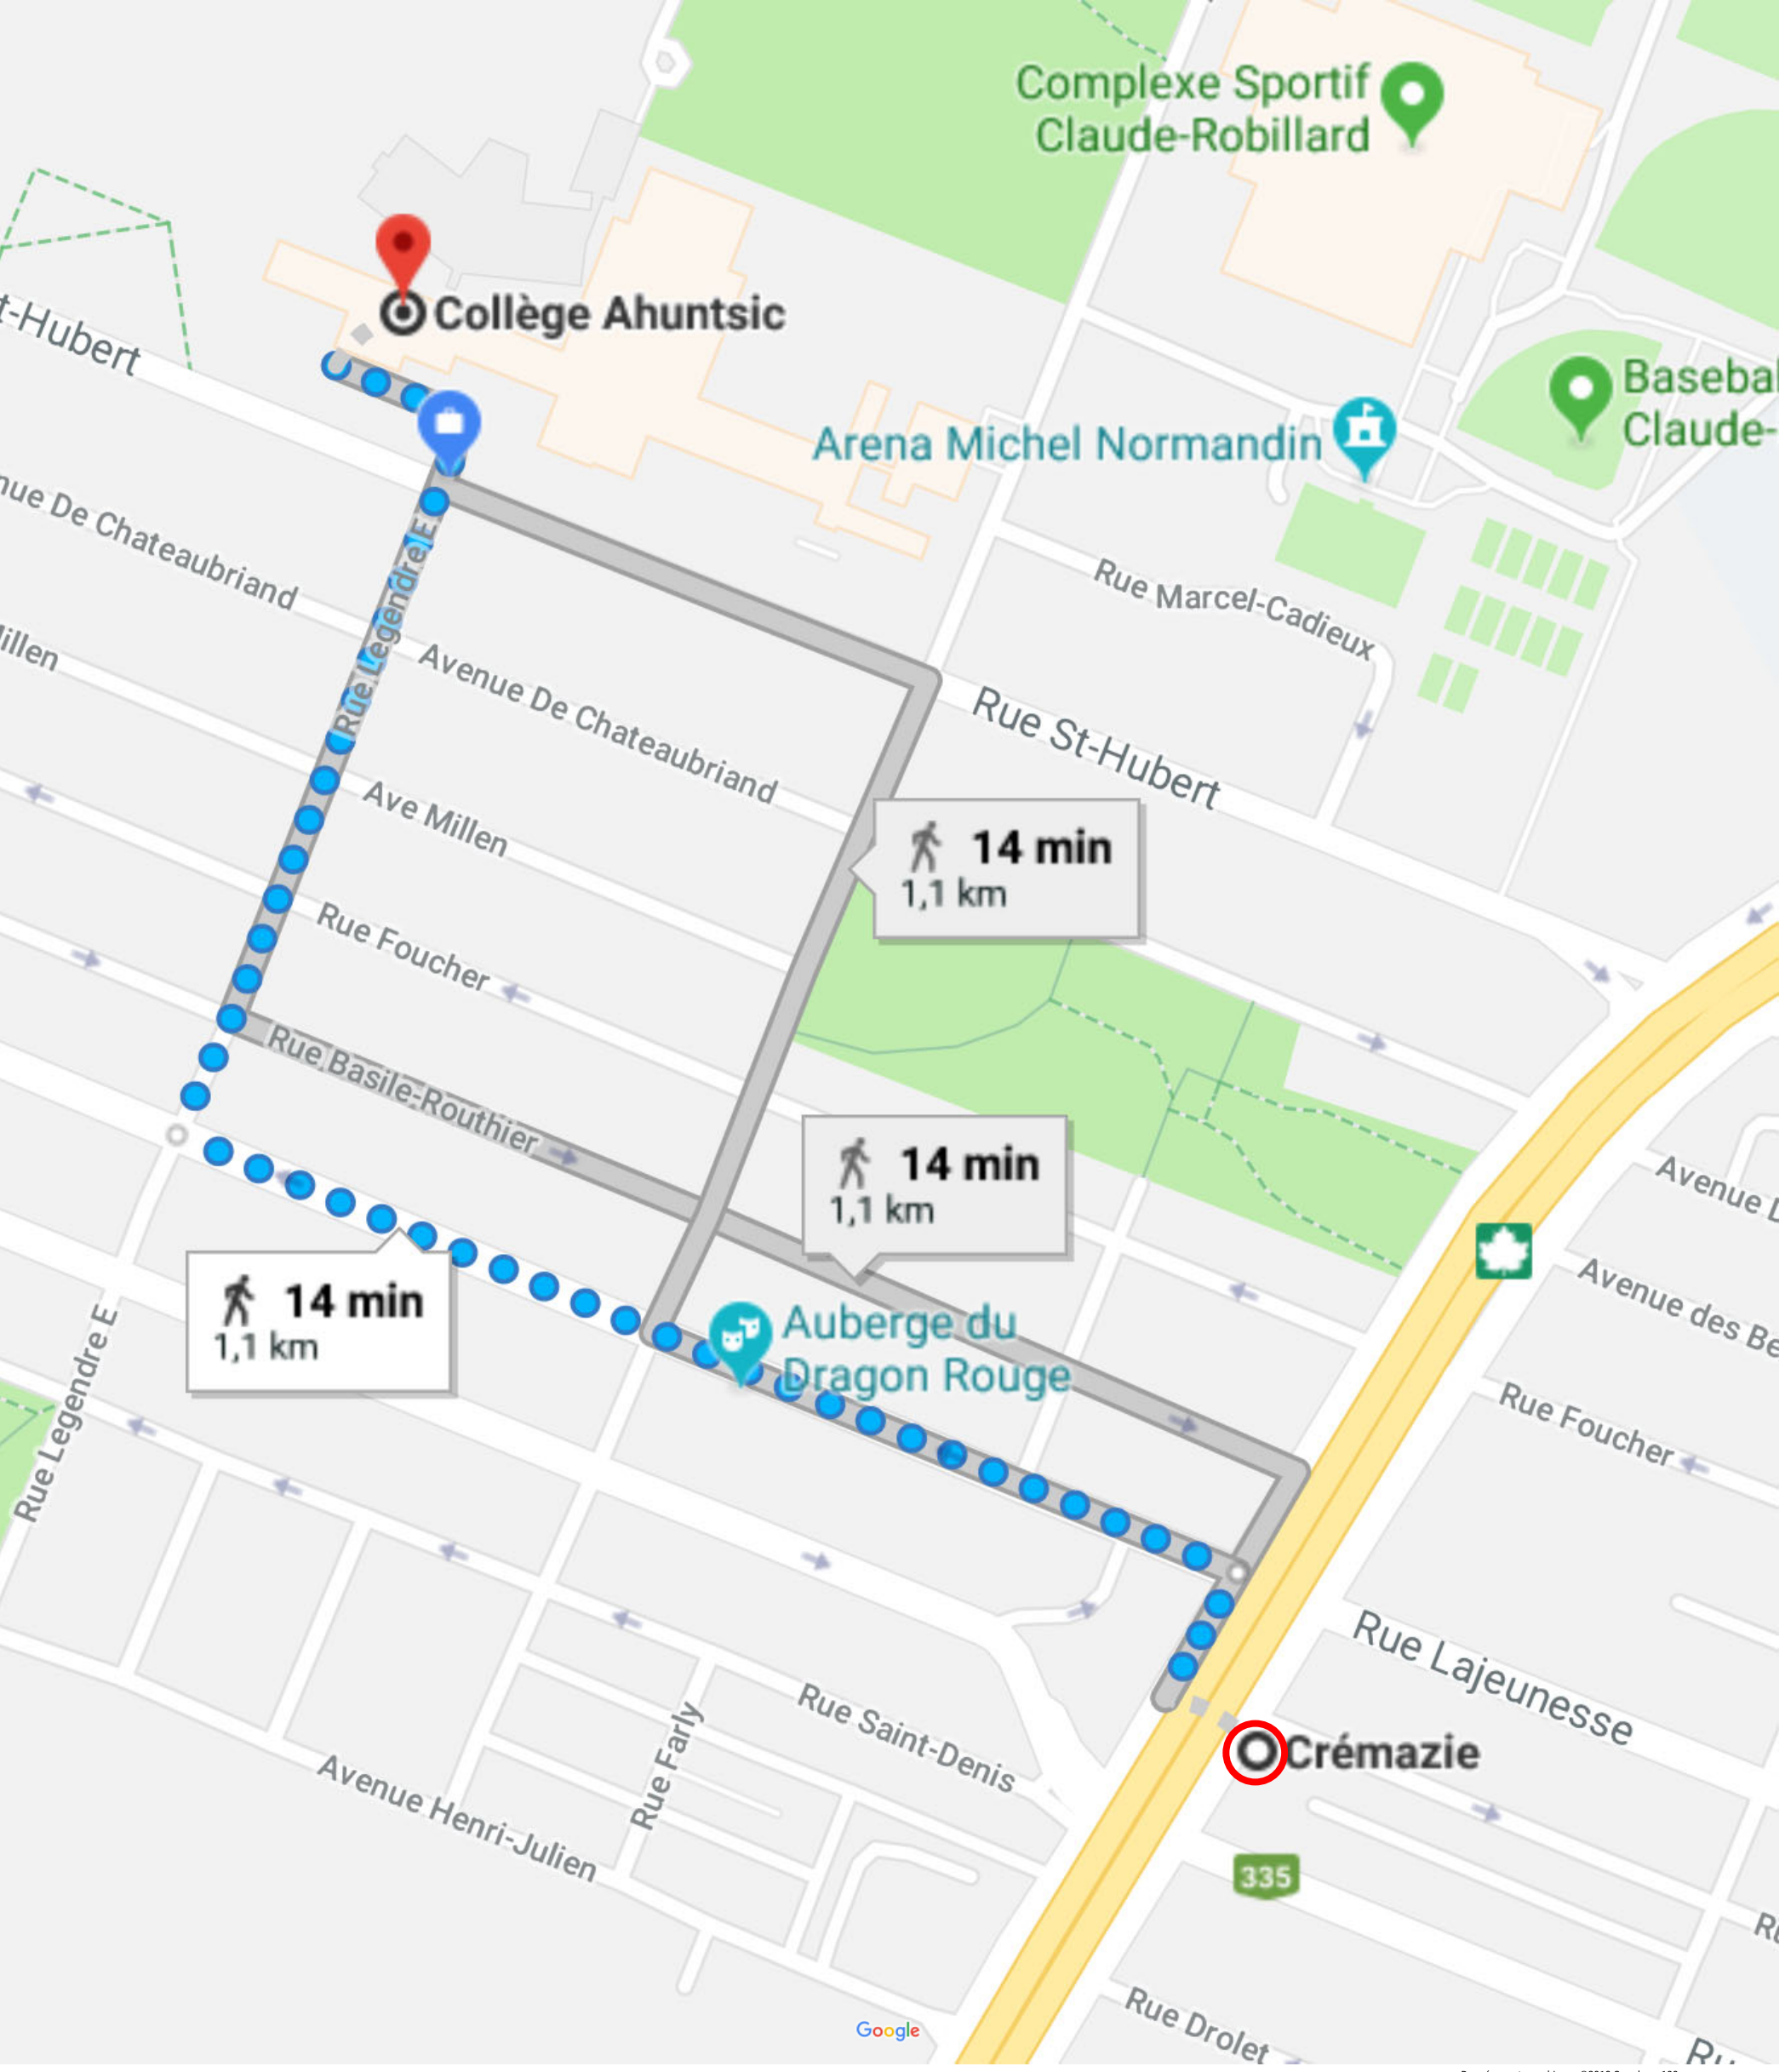 Complexe Sportif
Claude-Robillard
Collège Ahuntsic
t-Hubert
Arena Michel Normandin
Basebal
Claude-
nue De Chateaubriand
Rue Legendre E
Rue Marcel-Cadieux
illen
Avenue De Chateaubriand
Rue St-Hubert
Ave Millen
14 min
1,1 km
Rue Foucher
Rue Basile-Routhier
14 min
1,1 km
Avenue D
14 min
1,1 km
Avenue des Be
Auberge du
Dragon Rouge
Rue Legendre E
Rue Foucher
Rue Lajeunesse
Rue Saint-Denis
Rue Farly
Crémazie
Avenue Henri-Julien
335
Rue Drolet
Google